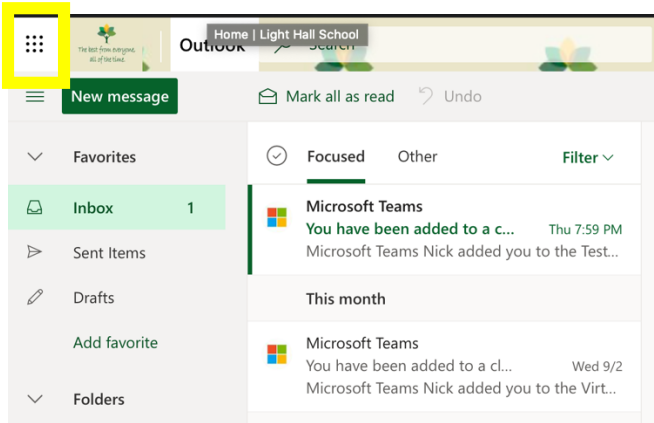 The best from everyone,
all of the time.
Outlook
Home | Light Hall School
Search
New message
Mark all as read
Undo
Favorites
Focused
Other
Filter
Inbox 1
Microsoft Teams
You have been added to a c... Thu 7:59 PM
Microsoft Teams Nick added you to the Test...
Sent Items
Drafts
This month
Add favorite
Microsoft Teams
You have been added to a cl... Wed 9/2
Microsoft Teams Nick added you to the Virt...
Folders